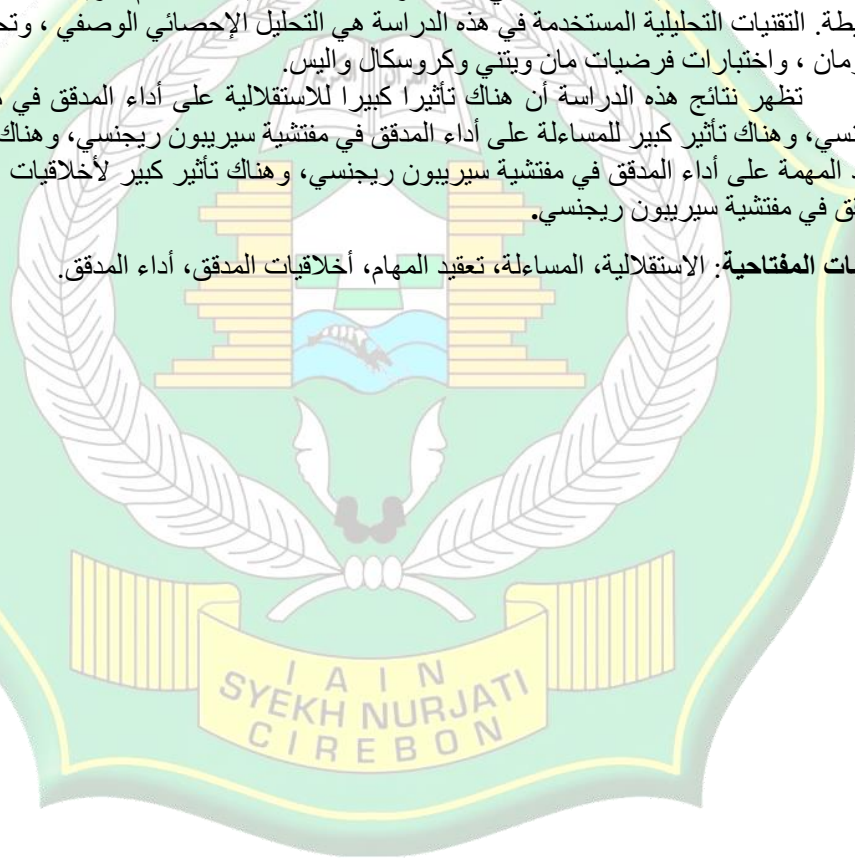 يطة. التقنيات التحليلية المستخدمة في هذه الدراسة هي التحليل الإحصائي الوصفي ، وتح
ومان ، واختبارات فرضيات مان ويتني وكروسكال واليس.
تظهر نتائج هذه الدراسة أن هناك تأثيرا كبيرا للاستقلالية على أداء المدقق في
نسي، وهناك تأثير كبير للمساءلة على أداء المدقق في مفتشية سيريبون ريجنسي، وهناك
د المهمة على أداء المدقق في مفتشية سيريبون ريجنسي، وهناك تأثير كبير لأخلاقيات
ق في مفتشية سيريبون ريجنسي.
ات المفتاحية: الاستقلالية، المساءلة، تعقيد المهام، أخلاقيات المدقق، أداء المدقق.
IAIN
SYEKH NURJATI
CIREBON